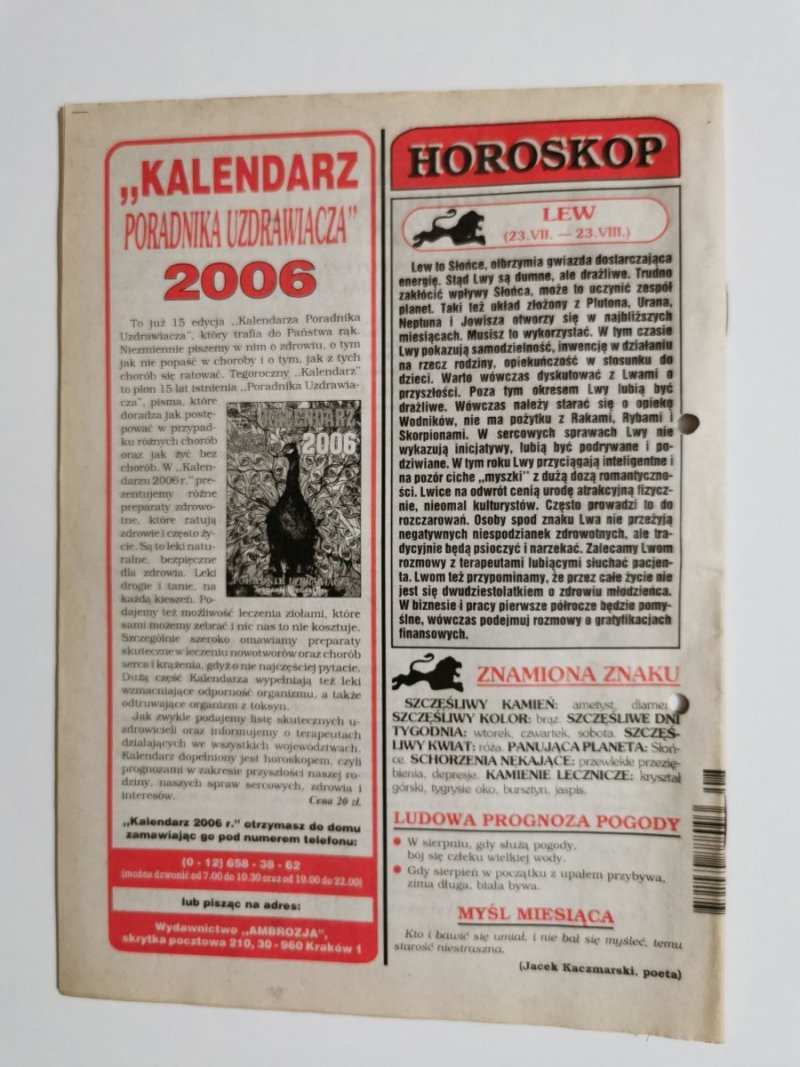 „KALENDARZ
PORADNIKA UZDRAWIACZA”
2006
To już 15 edycja „Kalendarza Poradnika
Uzdrawiacza”, który trafia do Państwa rąk.
Niezmiennie piszemy w nim o zdrowiu, o tym
jak nie popaść w choroby i o tym, jak z tych
chorób się ratować. Tegoroczny „Kalendarz”
to plon 15 lat istnienia „Poradnika Uzdrawia-
cza”, pisma, które
doradza jak postę-
pować w przypad-
ku różnych chorób
oraz jak żyć bez
chorób. W „Kalen-
darzu 2006 r.” pre-
zentujemy różne
preparaty zdrowo-
tne, które ratują
zdrowie i często ży-
cie. Są to leki natu-
ralne, bezpieczne
dla zdrowia. Leki
drogie i tanie, na
każdą kieszeń. Po-
dajemy też możliwość leczenia ziołami, które
sami możemy zebrać i nic nas to nie kosztuje.
Szczególnie szeroko omawiamy preparaty
skuteczne w leczeniu nowotworów oraz chorób
serca i krążenia, gdyż o nie najczęściej pytacie.
Dużą część Kalendarza wypełniają też leki
wzmacniające odporność organizmu, a także
odtruwające organizm z toksyn.
Jak zwykle podajemy listę skutecznych u-
zdrowicieli oraz informujemy o terapeutach
działających we wszystkich województwach.
Kalendarz dopełniony jest horoskopem, czyli
prognozami w zakresie przyszłości naszej ro-
dziny, naszych spraw sercowych, zdrowia i
interesów. Cena 20 zł.
KALENDARZ
2006
PORADNIK UZDRAWIACZA
„Kalendarz 2006 r.” otrzymasz do domu
zamawiając go pod numerem telefonu:
(0 - 12) 658 - 38 - 62
(można dzwonić od 7.00 do 10.30 oraz od 19.00 do 22.00)
lub pisząc na adres:
Wydawnictwo „AMBROZJA”,
skrytka pocztowa 210, 30 - 960 Kraków 1
HOROSKOP
LEW
(23.VII. — 23.VIII.)
Lew to Słońce, olbrzymia gwiazda dostarczająca
energię. Stąd Lwy są dumne, ale drażliwe. Trudno
zakłócić wpływy Słońca, może to uczynić zespół
planet. Taki też układ złożony z Plutona, Urana,
Neptuna i Jowisza otworzy się w najbliższych
miesiącach. Musisz to wykorzystać. W tym czasie
Lwy pokazują samodzielność, inwencję w działaniu
na rzecz rodziny, opiekuńczość w stosunku do
dzieci. Warto wówczas dyskutować z Lwami o
przyszłości. Poza tym okresem Lwy lubią być
drażliwe. Wówczas należy starać się o opiekę
Wodników, nie ma pożytku z Rakami, Rybami i
Skorpionami. W sercowych sprawach Lwy nie
wykazują inicjatywy, lubią być podrywane i po-
dziwiane. W tym roku Lwy przyciągają inteligentne i
na pozór ciche „myszki” z dużą dozą romantyczno-
ści. Lwice na odwrót cenią urodę atrakcyjną fizycz-
nie, nieomal kulturystów. Często prowadzi to do
rozczarowań. Osoby spod znaku Lwa nie przeżyją
negatywnych niespodzianek zdrowotnych, ale tra-
dycyjnie będą psioczyć i narzekać. Zalecamy Lwom
rozmowy z terapeutami lubiącymi słuchać pacjen-
ta. Lwom też przypominamy, że przez całe życie nie
jest się dwudziestolatkiem o zdrowiu młodzieńca.
W biznesie i pracy pierwsze półrocze będzie pomy-
ślne, wówczas podejmuj rozmowy o gratyfikacjach
finansowych.
ZNAMIONA ZNAKU
SZCZĘŚLIWY KAMIEŃ: ametyst, diament
SZCZĘŚLIWY KOLOR: brąz. SZCZĘŚLIWE DNI
TYGODNIA: wtorek, czwartek, sobota. SZCZĘŚ-
LIWY KWIAT: róża. PANUJĄCA PLANETA: Słoń-
ce. SCHORZENIA NĘKAJĄCE: przewlekłe przezię-
bienia, depresje. KAMIENIE LECZNICZE: kryształ
górski, tygrysie oko, bursztyn, jaspis.
LUDOWA PROGNOZA POGODY
● W sierpniu, gdy służą pogody,
bój się człeku wielkiej wody.
● Gdy sierpień w początku z upałem przybywa,
zima długa, biała bywa.
MYŚL MIESIĄCA
Kto i bawić się umiał, i nie bał się myśleć, temu
starość niestraszna.
(Jacek Kaczmarski, poeta)